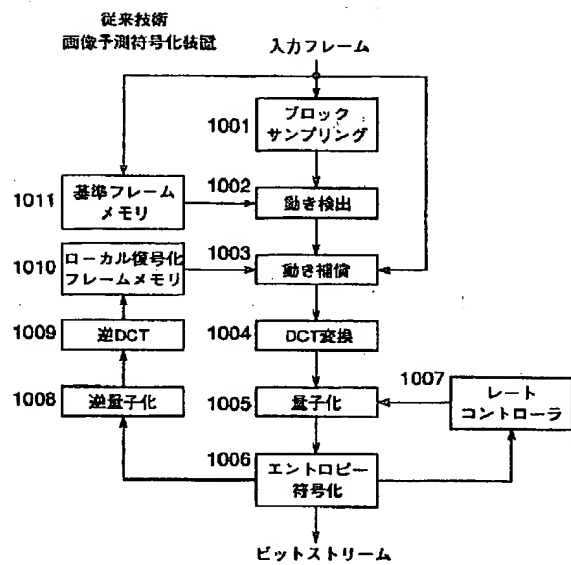 従来技術
画像予測符号化装置
入力フレーム
1001
ブロック
サンプリング
1002
動き検出
1011
基準フレーム
メモリ
1010
ローカル復号化
フレームメモリ
1003
動き補償
1009
逆DCT
1004
DCT変換
1008
逆量子化
1005
量子化
1007
レート
コントローラ
1006
エントロピー
符号化
ビットストリーム